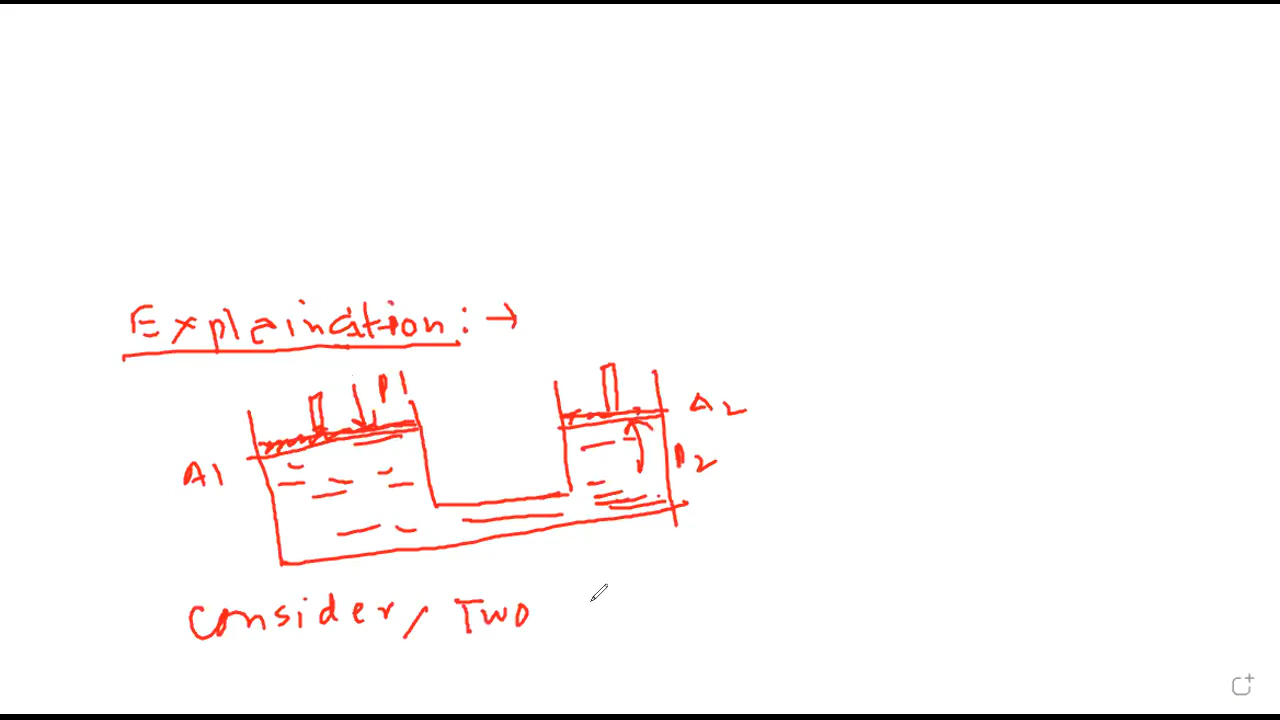 Explaination : →
P1
A2
A1
P2
Consider, Two